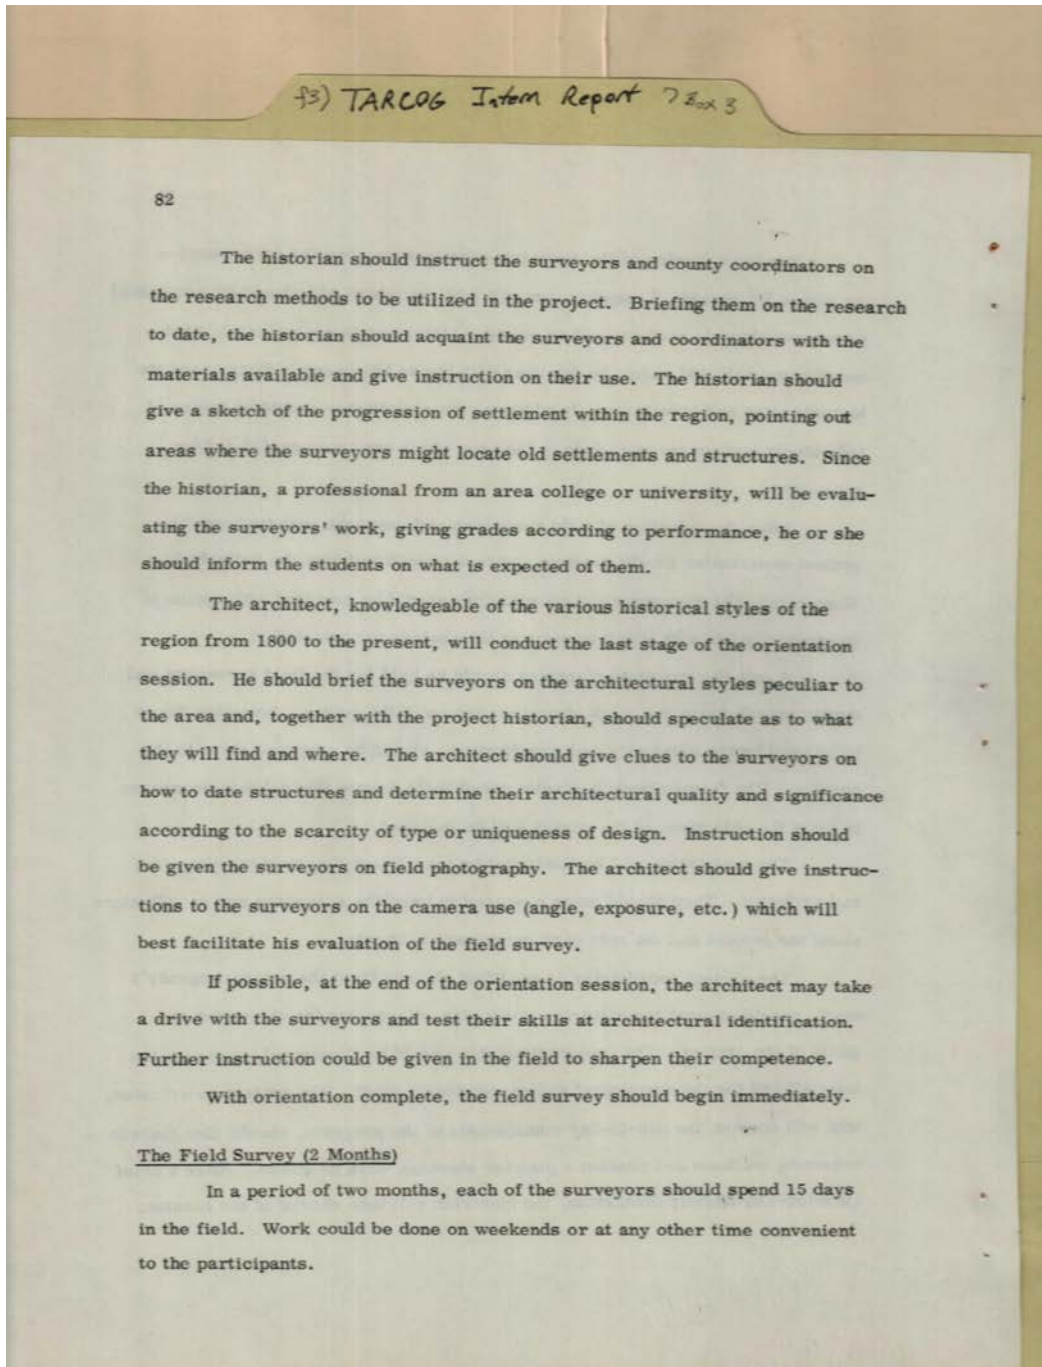 f3) TARCOG Intern Report > Box 3
82
The historian should instruct the surveyors and county coordinators on
the research methods to be utilized in the project. Briefing them on the research
to date, the historian should acquaint the surveyors and coordinators with the
materials available and give instruction on their use. The historian should
give a sketch of the progression of settlement within the region, pointing out
areas where the surveyors might locate old settlements and structures. Since
the historian, a professional from an area college or university, will be evalu-
ating the surveyors' work, giving grades according to performance, he or she
should inform the students on what is expected of them.
The architect, knowledgeable of the various historical styles of the
region from 1800 to the present, will conduct the last stage of the orientation
session. He should brief the surveyors on the architectural styles peculiar to
the area and, together with the project historian, should speculate as to what
they will find and where. The architect should give clues to the surveyors on
how to date structures and determine their architectural quality and significance
according to the scarcity of type or uniqueness of design. Instruction should
be given the surveyors on field photography. The architect should give instruc-
tions to the surveyors on the camera use (angle, exposure, etc.) which will
best facilitate his evaluation of the field survey.
If possible, at the end of the orientation session, the architect may take
a drive with the surveyors and test their skills at architectural identification.
Further instruction could be given in the field to sharpen their competence.
With orientation complete, the field survey should begin immediately.
The Field Survey (2 Months)
In a period of two months, each of the surveyors should spend 15 days
in the field. Work could be done on weekends or at any other time convenient
to the participants.